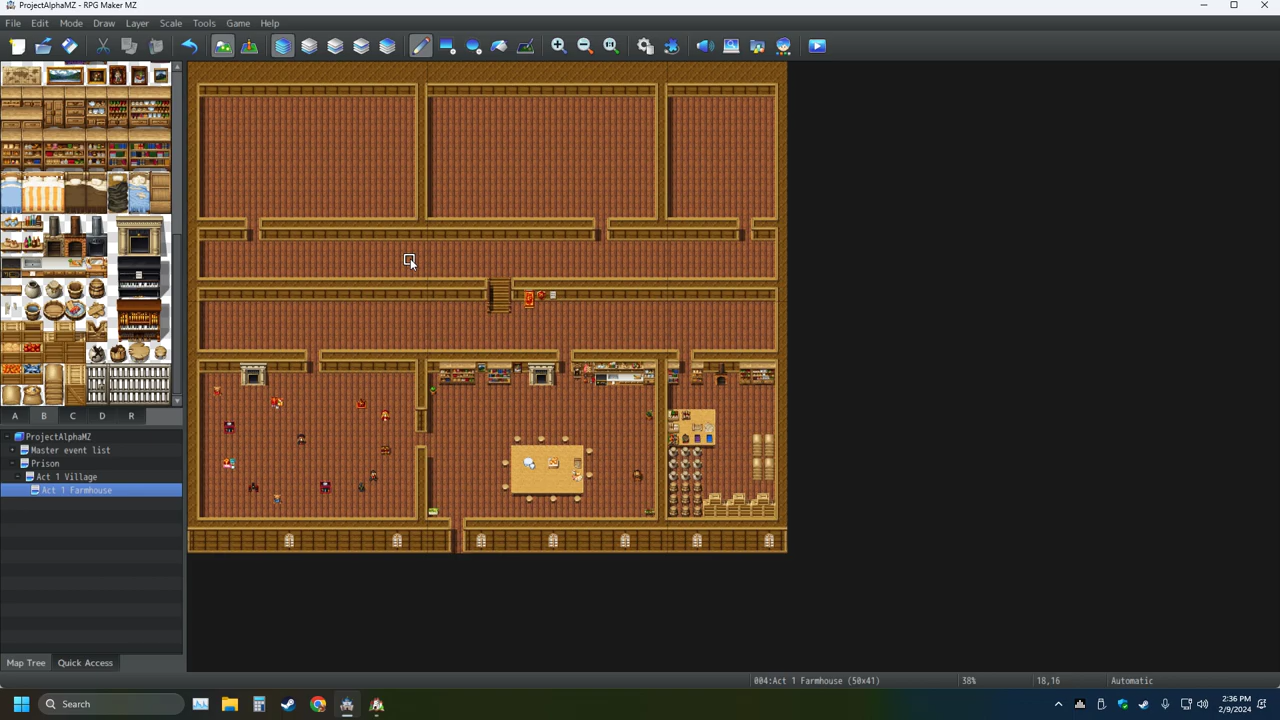 ProjectAlphaMZ - RPG Maker MZ
File Edit Mode Draw Layer Scale Tools Game Help
A B C D R
ProjectAlphaMZ
Master event list
Prison
Act 1 Village
Act 1 Farmhouse
Map Tree Quick Access
004:Act 1 Farmhouse (50x41) 38% 18,16 Automatic
Search
2:36 PM
2/9/2024